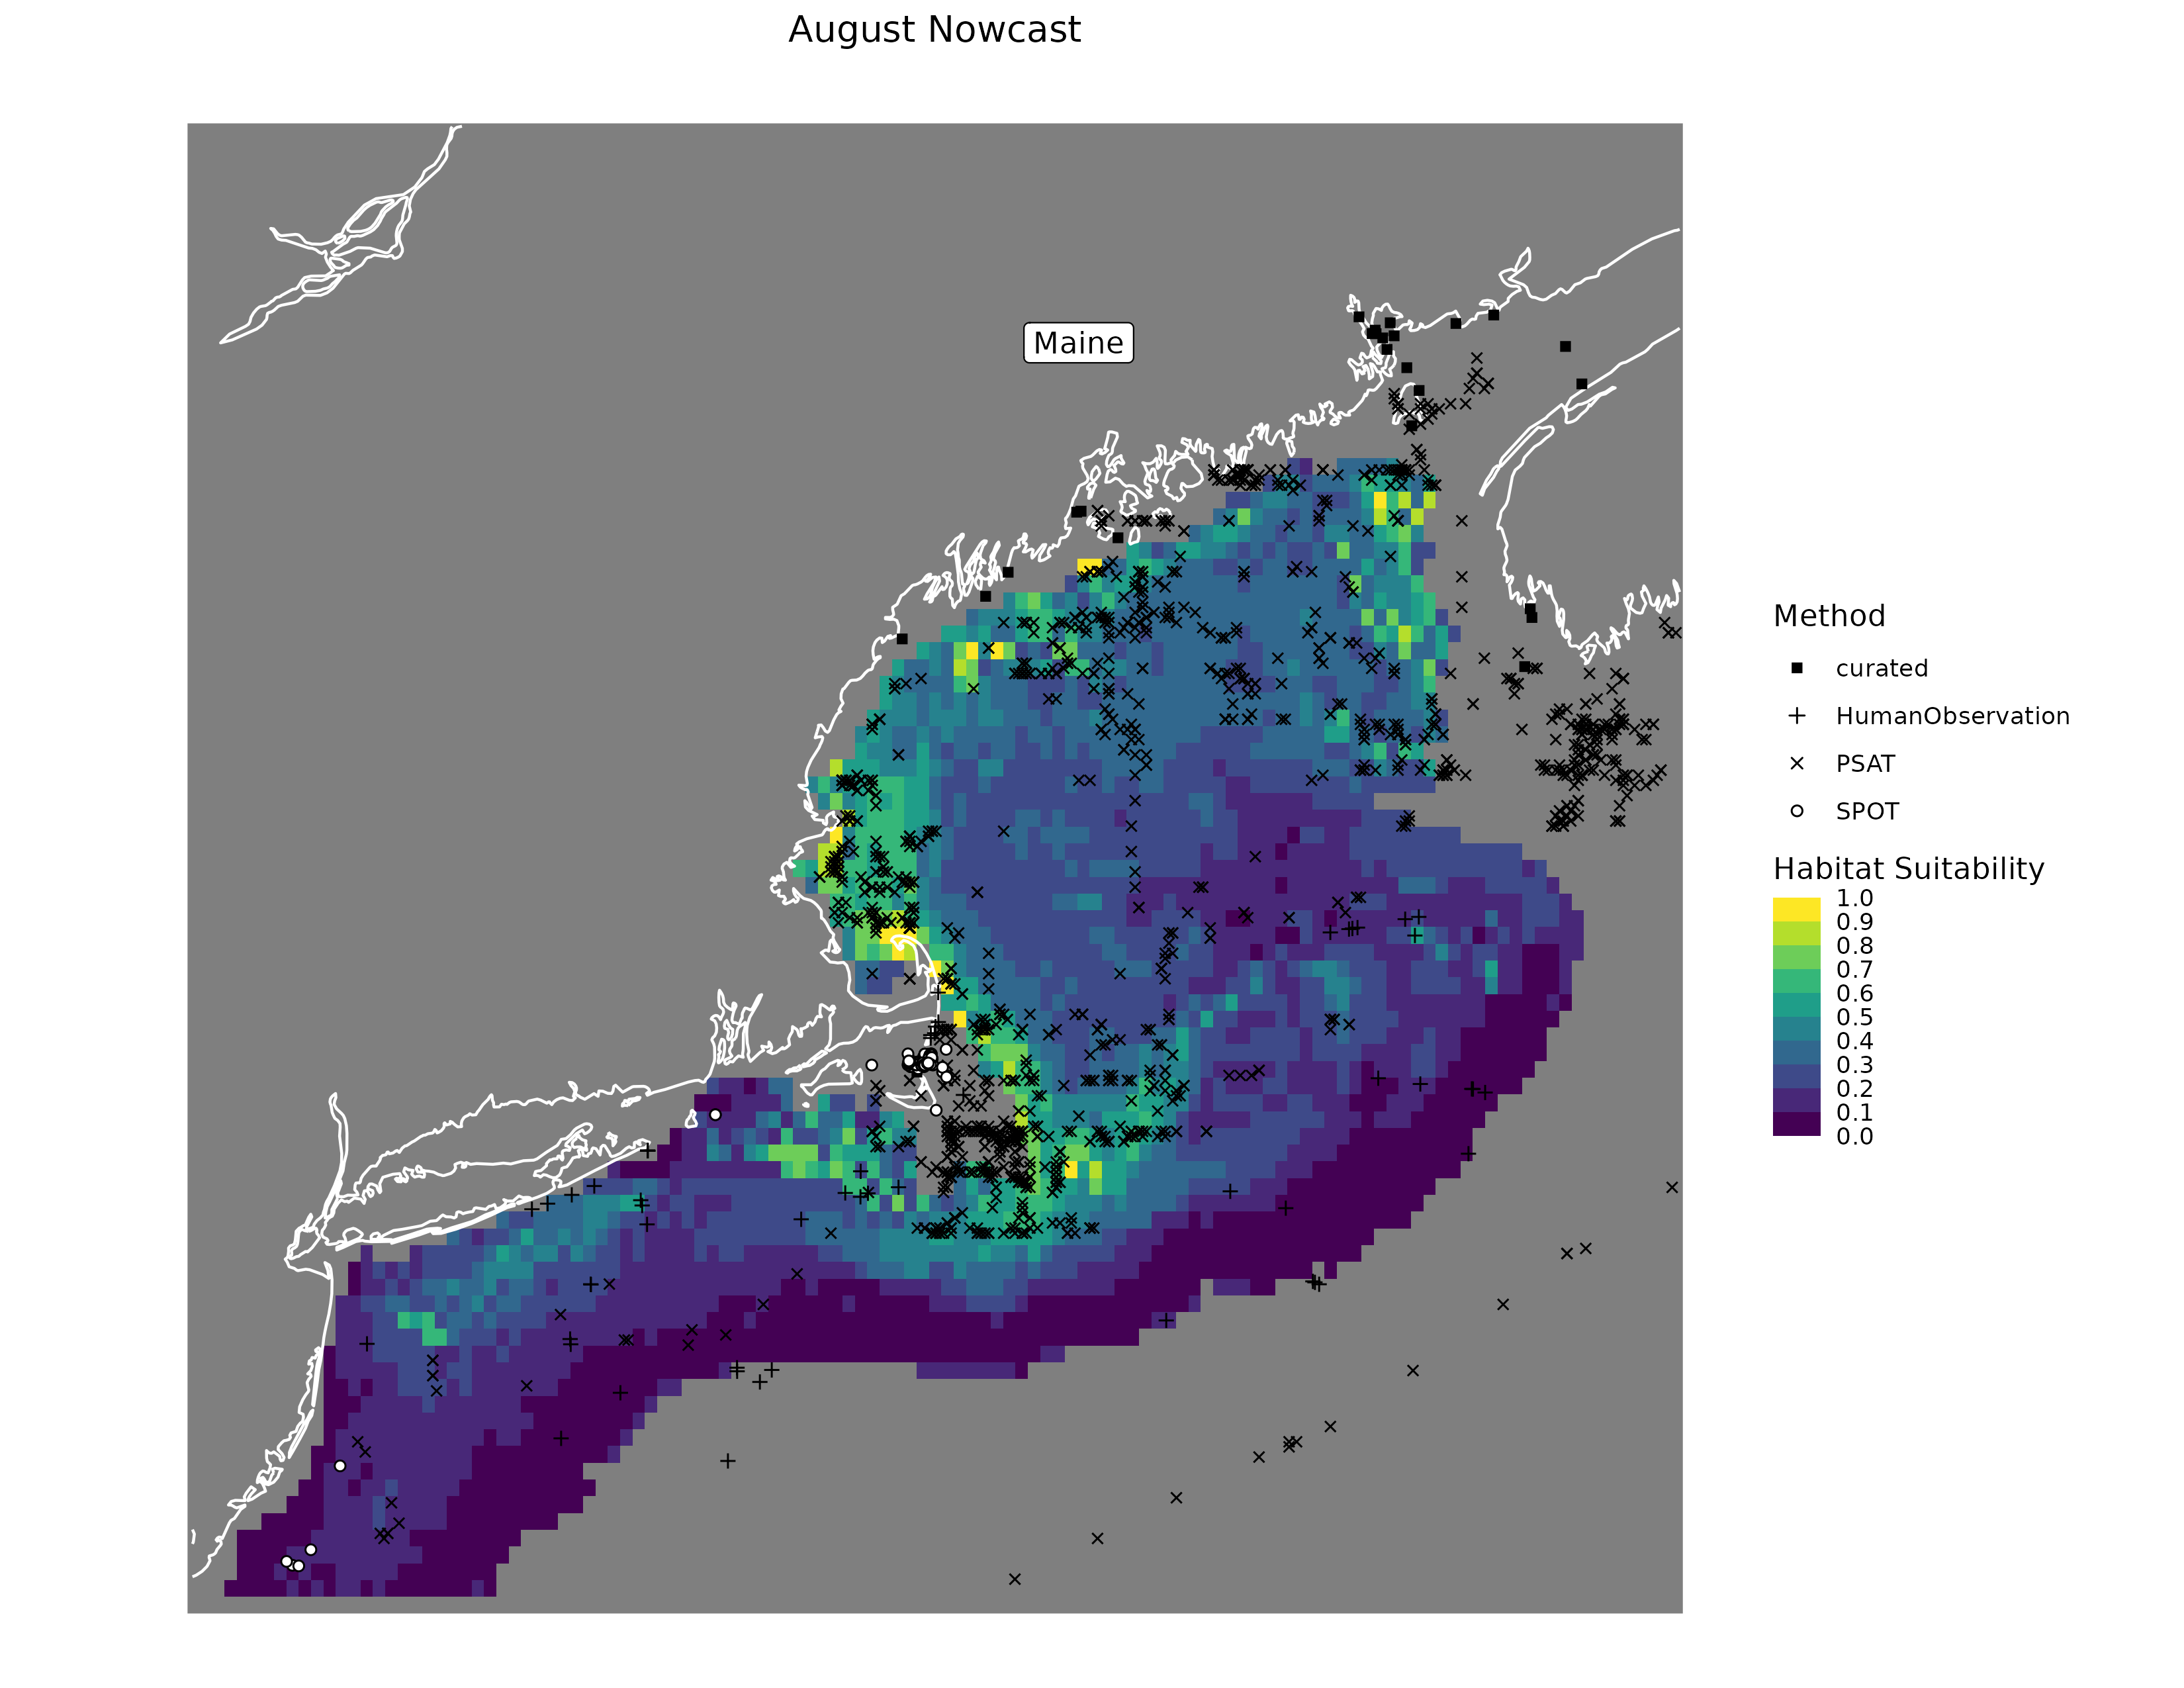 August Nowcast
Maine
Method
curated
HumanObservation
PSAT
SPOT
Habitat Suitability
1.0
0.9
0.8
0.7
0.6
0.5
0.4
0.3
0.2
0.1
0.0